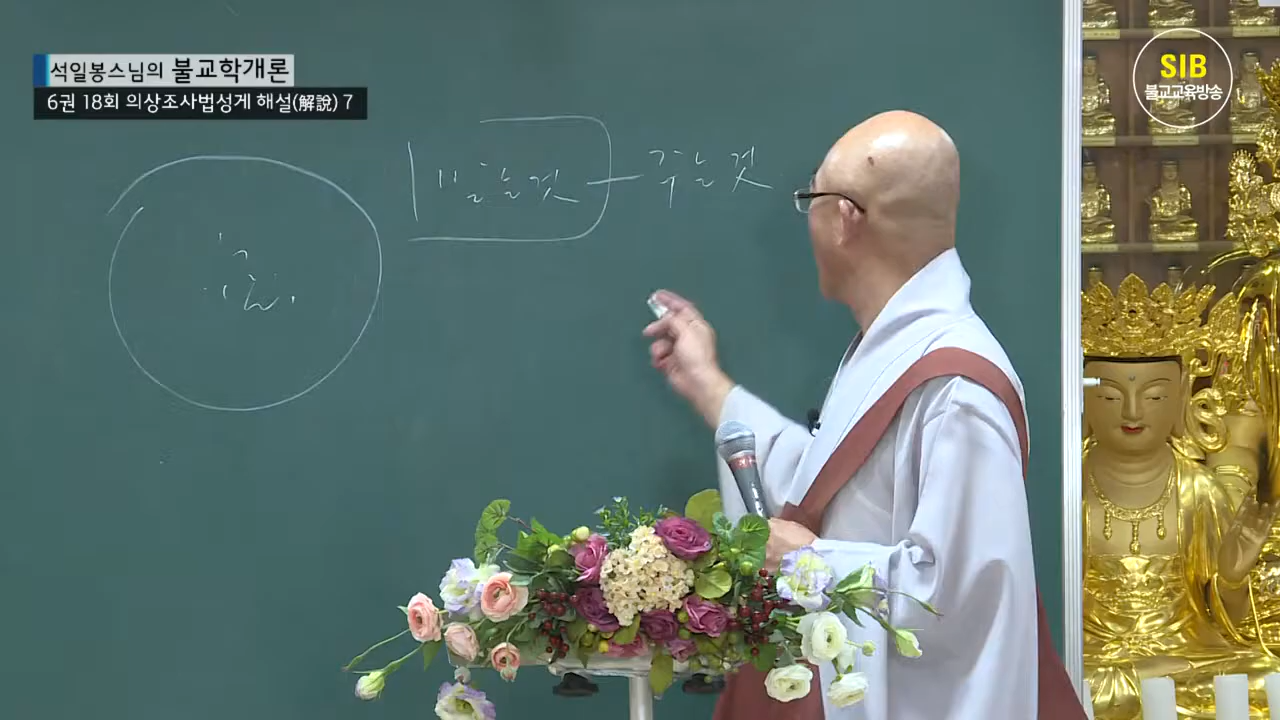 석일봉스님의 불교학개론
6권 18회 의상조사법성게 해설(解說) 7
SIB
불교교육방송
비는것 주는것